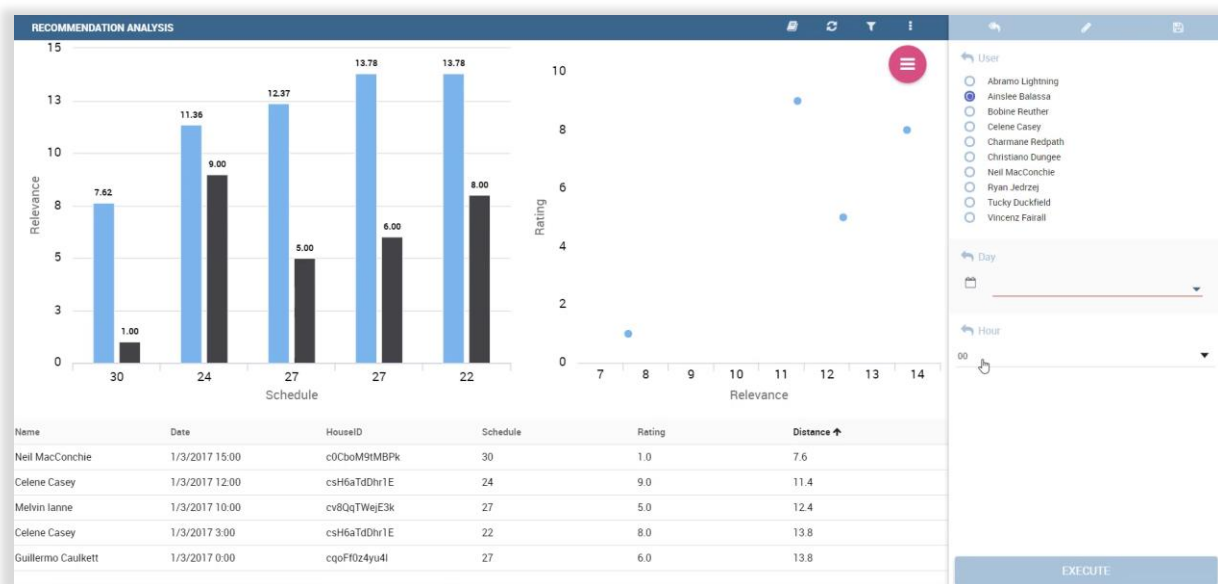 RECOMMENDATION ANALYSIS
15
13
10
8
5
3
0
Relevance
7.62
1.00
11.36
9.00
12.37
5.00
13.78
6.00
13.78
8.00
30 24 27 27 22
Schedule
10
8
6
4
2
0
Rating
7 8 9 10 11 12 13 14
Relevance
Name Date HouseID Schedule Rating Distance ↑
Neil MacConchie 1/3/2017 15:00 c0CboM9tMBPk 30 1.0 7.6
Celene Casey 1/3/2017 12:00 csH6aTdDhr1E 24 9.0 11.4
Melvin Ianne 1/3/2017 10:00 cv8QqTWejE3k 27 5.0 12.4
Celene Casey 1/3/2017 3:00 csH6aTdDhr1E 22 8.0 13.8
Guillermo Caulkett 1/3/2017 0:00 cqoFf0z4yu4l 27 6.0 13.8
User
Abramo Lightning
Ainslee Balassa
Bobine Reuther
Celene Casey
Charmane Redpath
Christiano Dungee
Neil MacConchie
Ryan Jedrzej
Tucky Duckfield
Vincenz Fairall
Day
Hour
00
EXECUTE